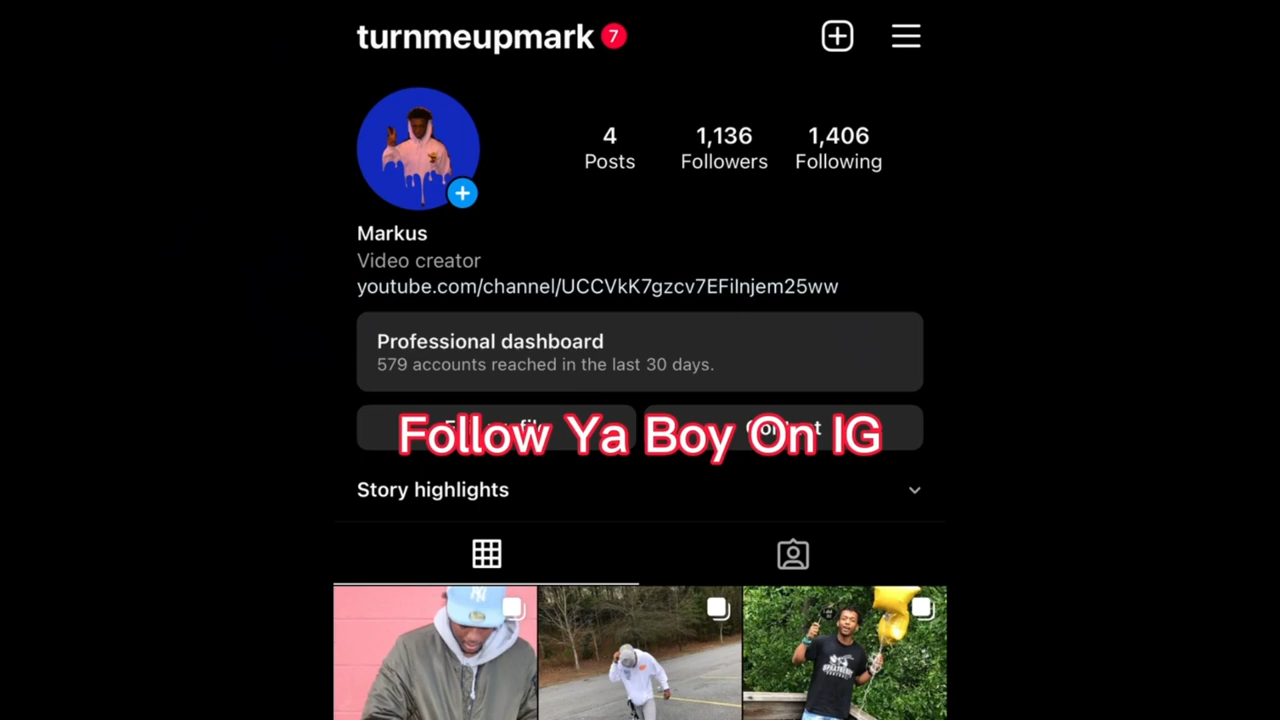 turnmeupmark 7
4 1,136 1,406
Posts Followers Following
Markus
Video creator
youtube.com/channel/UCCVkK7gzcv7EFiInjem25ww
Professional dashboard
579 accounts reached in the last 30 days.
Follow Ya Boy On IG
Story highlights